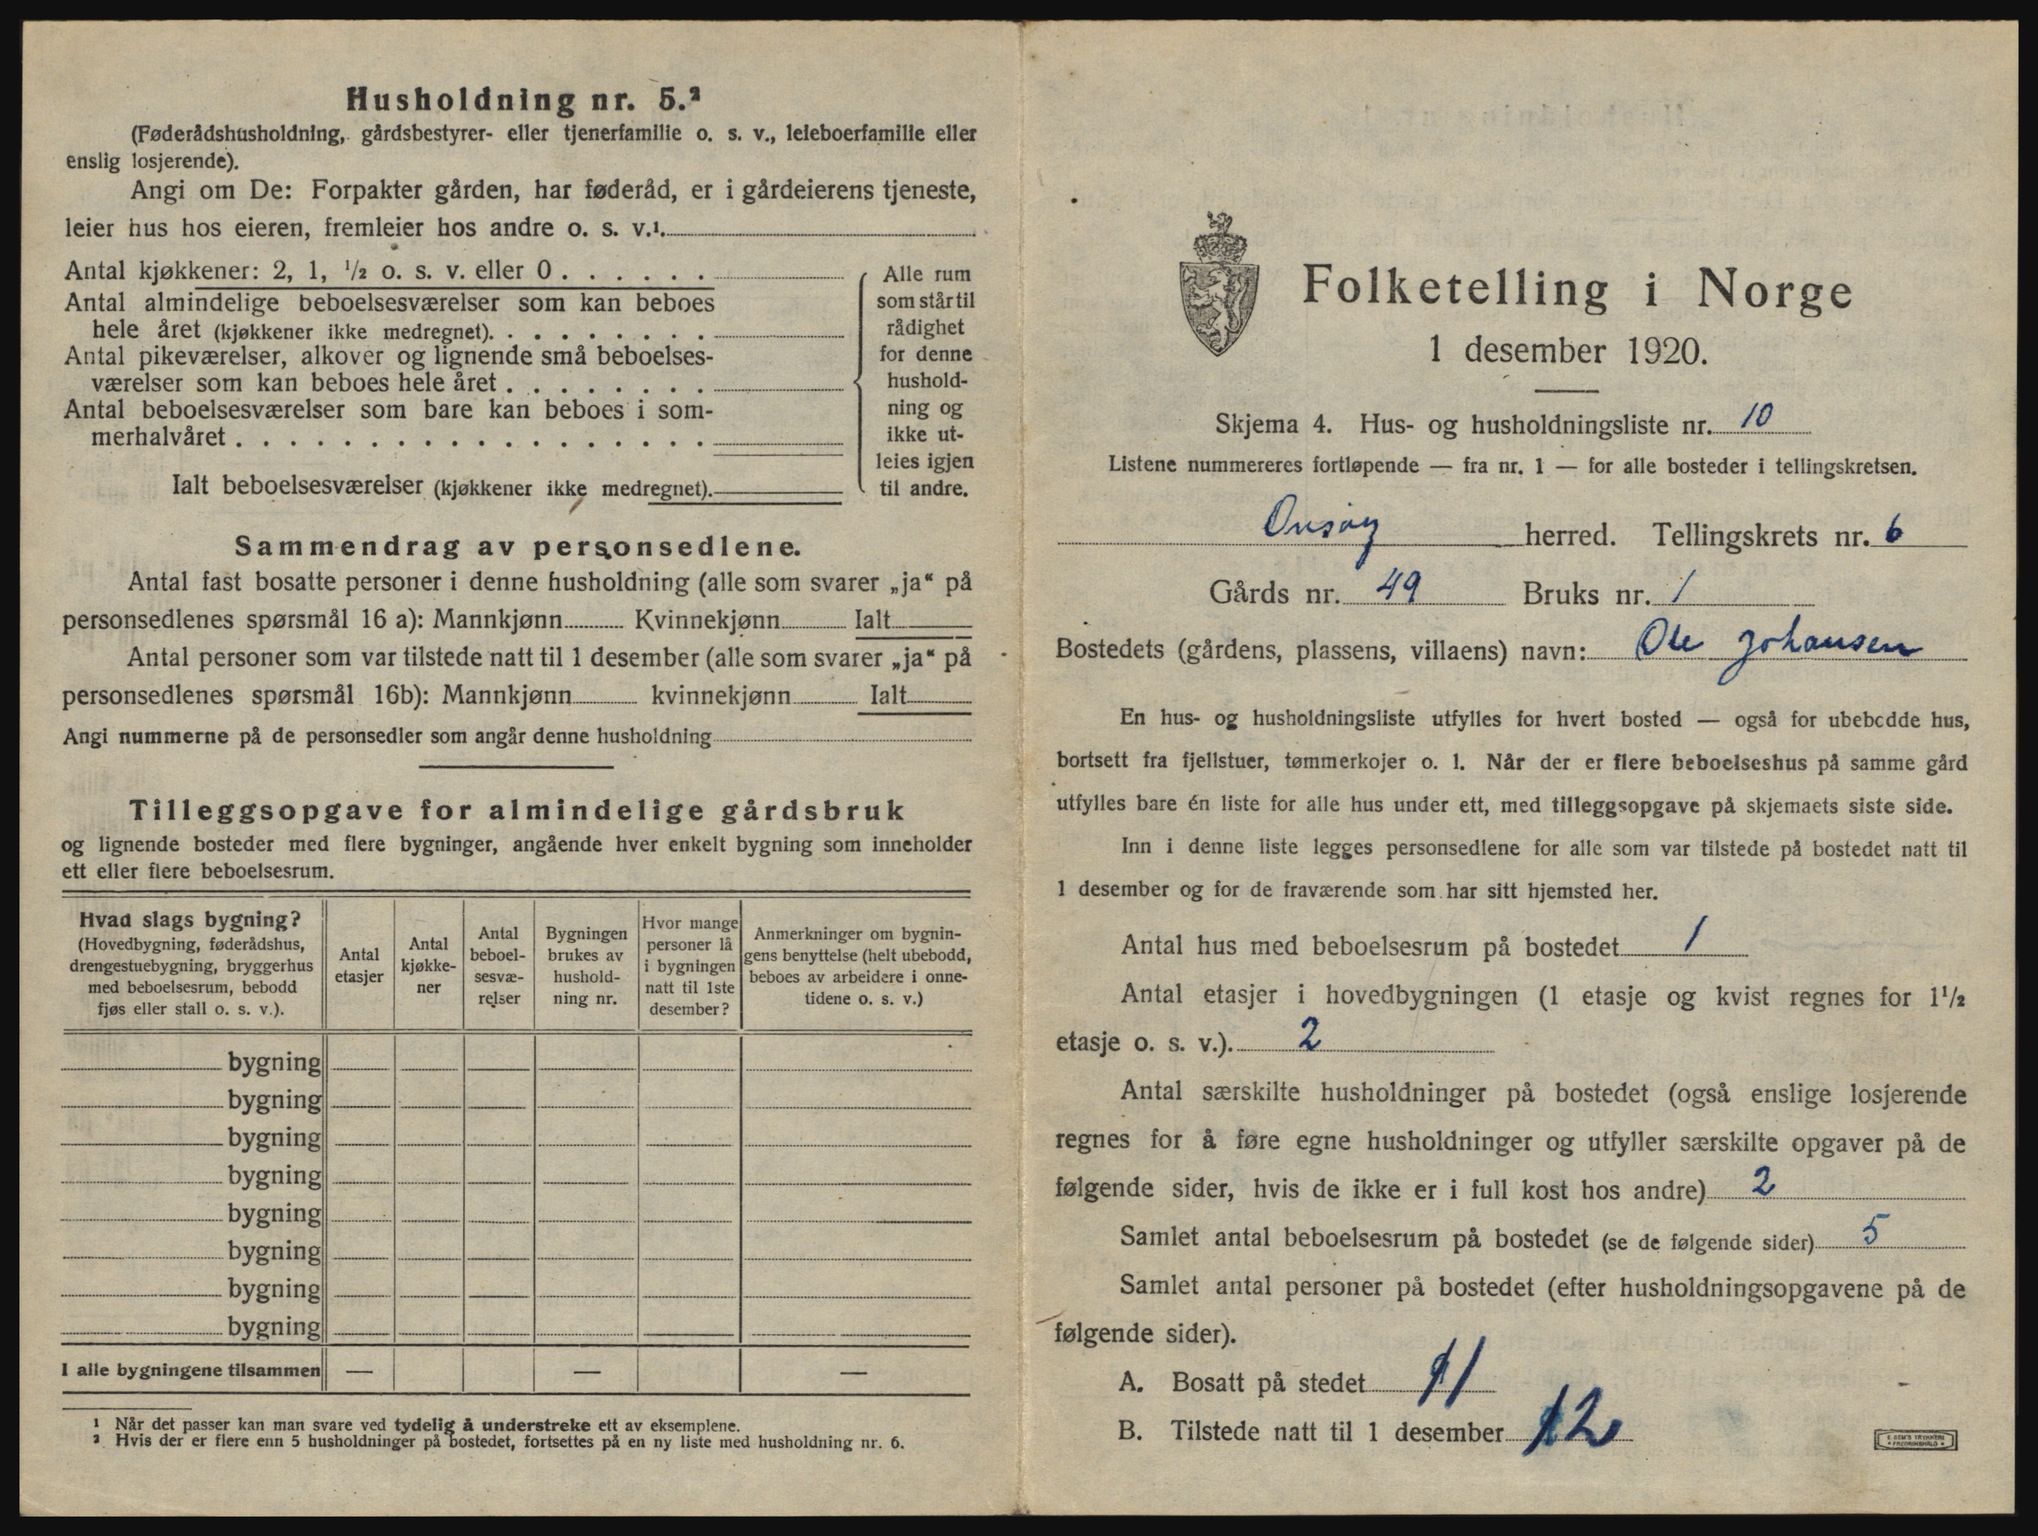 Husholdning nr. 5.²
(Føderådshusholdning, gårdsbestyrer- eller tjenerfamilie o. s. v., leieboerfamilie eller
enslig losjerende).
Angi om De: Forpakter gården, har føderåd, er i gårdeierens tjeneste,
leier hus hos eieren, fremleier hos andre o. s. v.¹.
Antal kjøkkener: 2, 1, ½ o. s. v. eller 0 . . . . . .
Antal almindelige beboelsesværelser som kan beboes
hele året (kjøkkener ikke medregnet). . . . . . . . .
Antal pikeværelser, alkover og lignende små beboelses-
værelser som kan beboes hele året . . . . . . . .
Antal beboelsesværelser som bare kan beboes i som-
merhalvåret . . . . . . . . . . . . . . . . . .
Ialt beboelsesværelser (kjøkkener ikke medregnet).
Alle rum
som står til
rådighet
for denne
hushold-
ning og
ikke ut-
leies igjen
til andre.
Sammendrag av personsedlene.
Antal fast bosatte personer i denne husholdning (alle som svarer „ja“ på
personsedlenes spørsmål 16 a): Mannkjønn Kvinnekjønn Ialt
Antal personer som var tilstede natt til 1 desember (alle som svarer „ja“ på
personsedlenes spørsmål 16b): Mannkjønn kvinnekjønn Ialt
Angi nummerne på de personsedler som angår denne husholdning
Tilleggsopgave for almindelige gårdsbruk
og lignende bosteder med flere bygninger, angående hver enkelt bygning som inneholder
ett eller flere beboelsesrum.
Hvad slags bygning?
(Hovedbygning, føderådshus,
drengestuebygning, bryggerhus
med beboelsesrum, bebodd
fjøs eller stall o. s. v.).
Antal
etasjer
Antal
kjøkke-
ner
Antal
beboel-
sesvæ-
relser
Bygningen
brukes av
hushold-
ning nr.
Hvor mange
personer lå
i bygningen
natt til 1ste
desember?
Anmerkninger om bygnin-
gens benyttelse (helt ubebodd,
beboes av arbeidere i onne-
tidene o. s. v.)
bygning
bygning
bygning
bygning
bygning
bygning
bygning
bygning
I alle bygningene tilsammen — — —
¹ Når det passer kan man svare ved tydelig å understreke ett av eksemplene.
² Hvis der er flere enn 5 husholdninger på bostedet, fortsettes på en ny liste med husholdning nr. 6.
Folketelling i Norge
1 desember 1920.
Skjema 4. Hus- og husholdningsliste nr. 10
Listene nummereres fortløpende — fra nr. 1 — for alle bosteder i tellingskretsen.
Onsøy herred. Tellingskrets nr. 6
Gårds nr. 49 Bruks nr. 1
Bostedets (gårdens, plassens, villaens) navn: Ole Johansen
En hus- og husholdningsliste utfylles for hvert bosted — også for ubebodde hus,
bortsett fra fjellstuer, tømmerkojer o. l. Når der er flere beboelseshus på samme gård
utfylles bare én liste for alle hus under ett, med tilleggsopgave på skjemaets siste side.
Inn i denne liste legges personsedlene for alle som var tilstede på bostedet natt til
1 desember og for de fraværende som har sitt hjemsted her.
Antal hus med beboelsesrum på bostedet 1
Antal etasjer i hovedbygningen (1 etasje og kvist regnes for 1½
etasje o. s. v.). 2
Antal særskilte husholdninger på bostedet (også enslige losjerende
regnes for å føre egne husholdninger og utfyller særskilte opgaver på de
følgende sider, hvis de ikke er i full kost hos andre) 2
Samlet antal beboelsesrum på bostedet (se de følgende sider) 5
Samlet antal personer på bostedet (efter husholdningsopgavene på de
følgende sider).
A. Bosatt på stedet 11
B. Tilstede natt til 1 desember 12